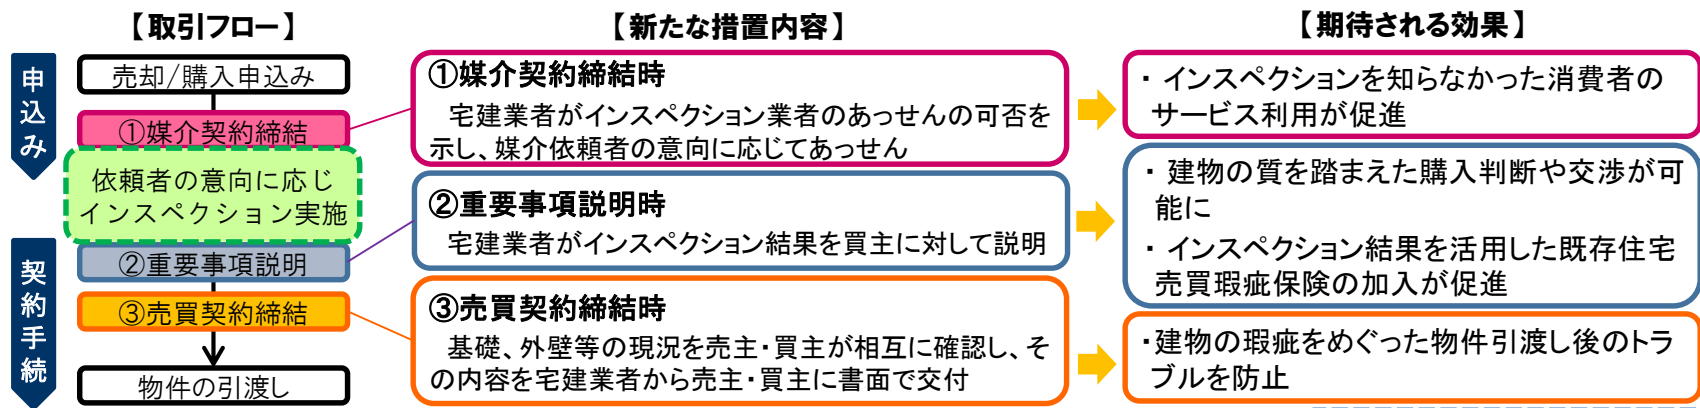 【取引フロー】
申込み
売却/購入申込み
①媒介契約締結
依頼者の意向に応じ
インスペクション実施
契約手続
②重要事項説明
③売買契約締結
物件の引渡し
【新たな措置内容】
①媒介契約締結時
宅建業者がインスペクション業者のあっせんの可否を
示し、媒介依頼者の意向に応じてあっせん
②重要事項説明時
宅建業者がインスペクション結果を買主に対して説明
③売買契約締結時
基礎、外壁等の現況を売主・買主が相互に確認し、そ
の内容を宅建業者から売主・買主に書面で交付
【期待される効果】
・ インスペクションを知らなかった消費者の
サービス利用が促進
・ 建物の質を踏まえた購入判断や交渉が可
能に
・ インスペクション結果を活用した既存住宅
売買瑕疵保険の加入が促進
・建物の瑕疵をめぐった物件引渡し後のトラ
ブルを防止